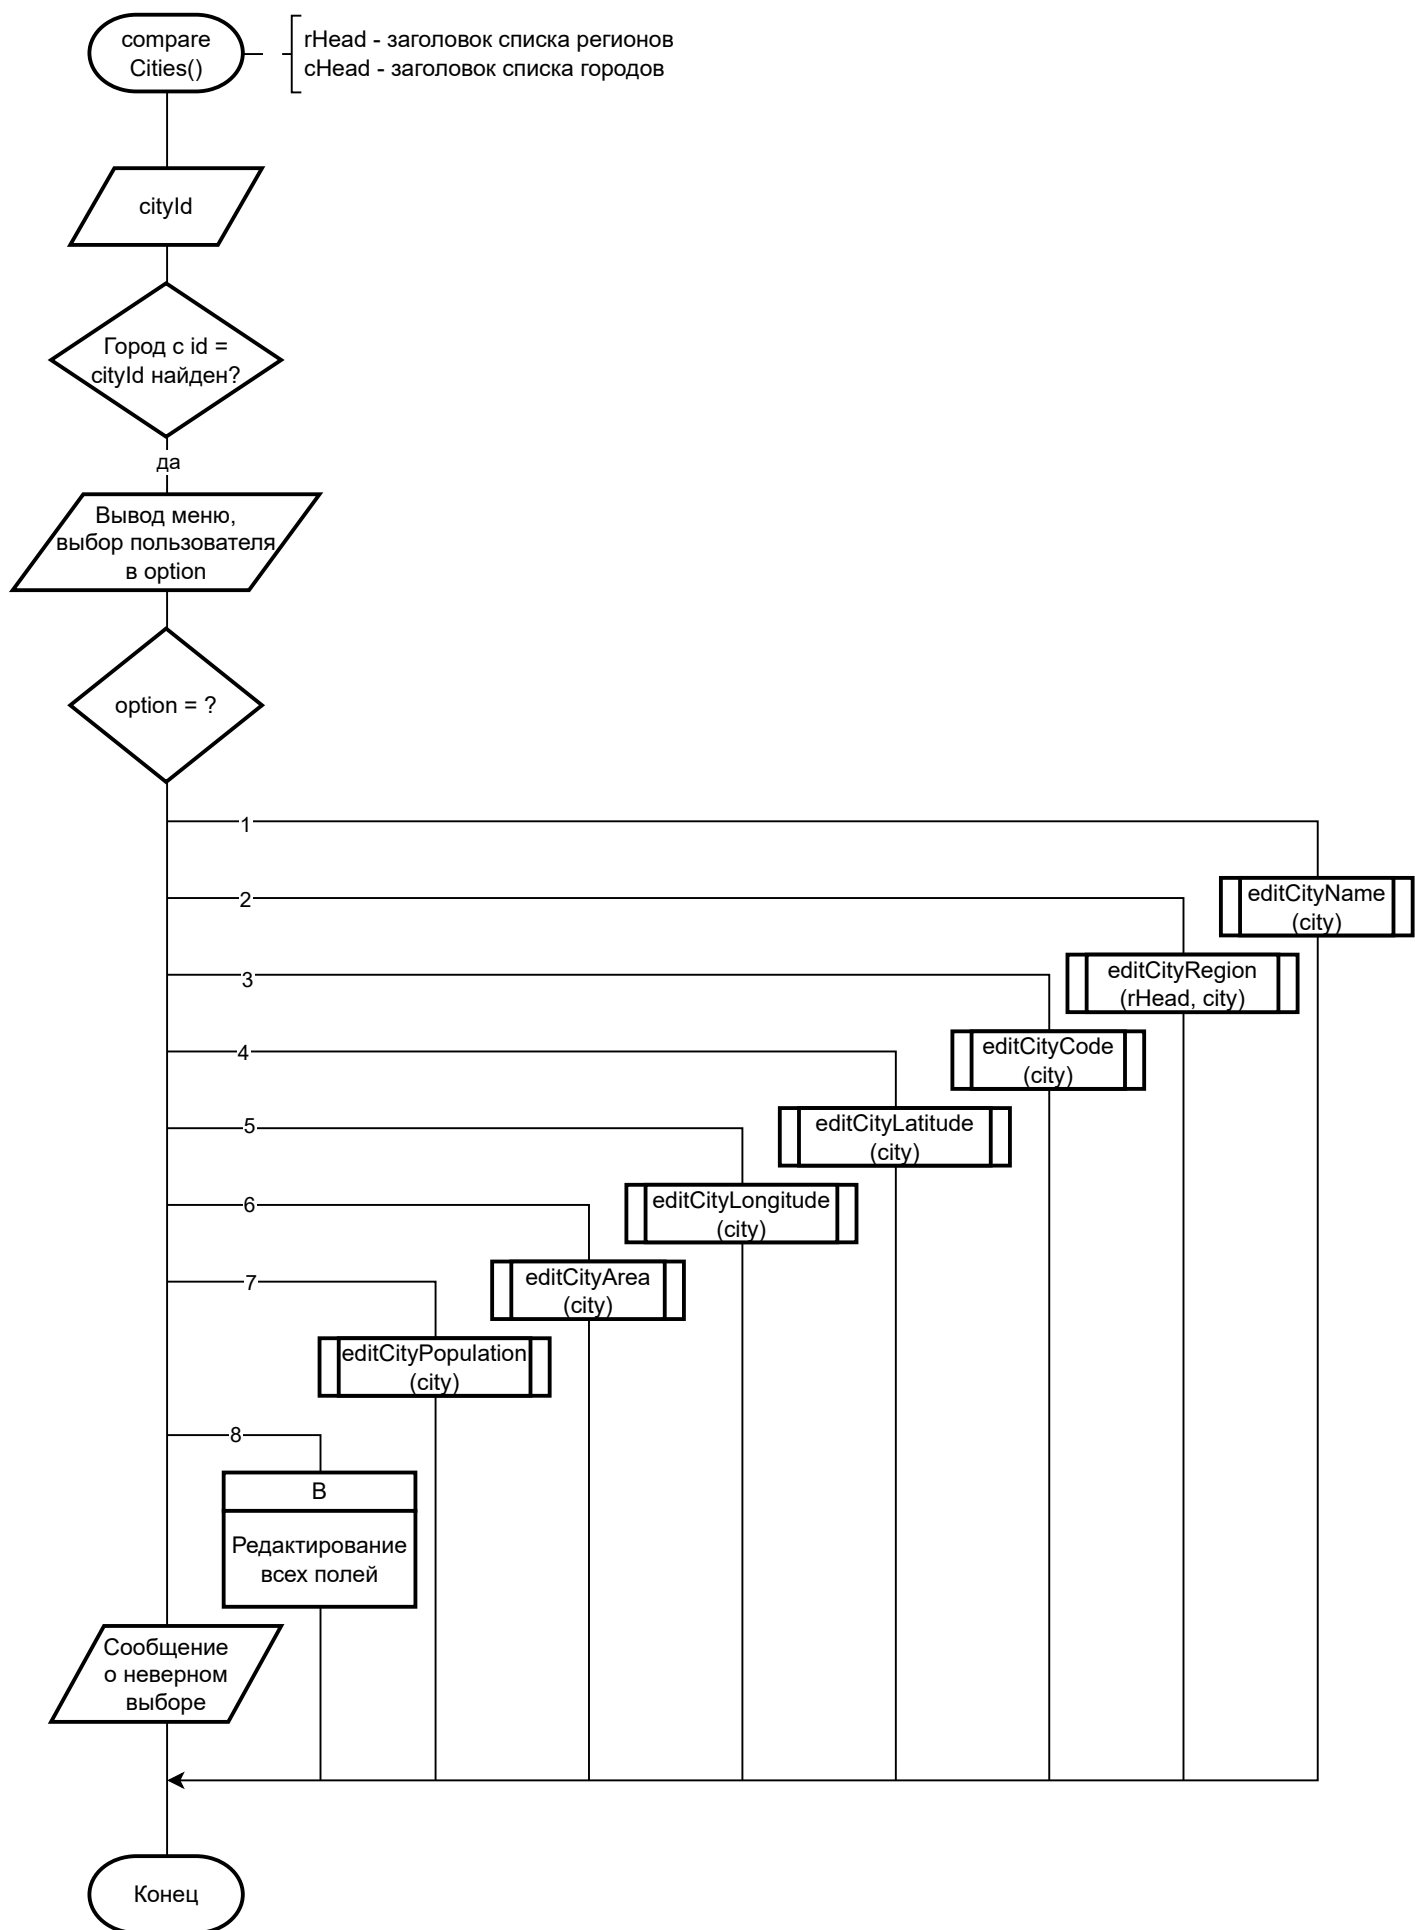 compare
Cities()
rHead - заголовок списка регионов
cHead - заголовок списка городов
cityId
Город с id =
cityId найден?
да
Вывод меню,
выбор пользователя
в option
option = ?
1
editCityName
(city)
2
editCityRegion
(rHead, city)
3
editCityCode
(city)
4
editCityLatitude
(city)
5
editCityLongitude
(city)
6
editCityArea
(city)
7
editCityPopulation
(city)
8
В
Редактирование
всех полей
Сообщение
о неверном
выборе
Конец